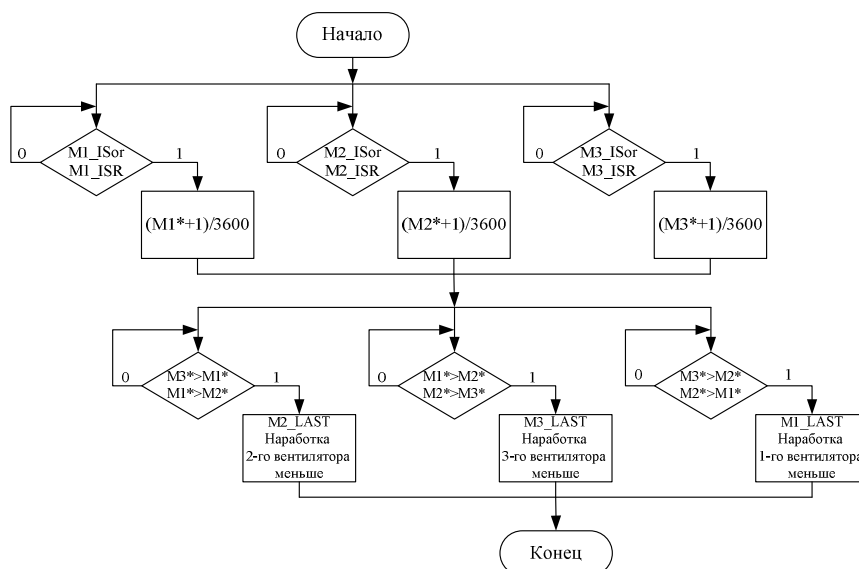 Начало
0
M1_ISor
M1_ISR
1
0
M2_ISor
M2_ISR
1
0
M3_ISor
M3_ISR
1
(M1*+1)/3600
(M2*+1)/3600
(M3*+1)/3600
0
M3*>M1*
M1*>M2*
1
0
M1*>M2*
M2*>M3*
1
0
M3*>M2*
M2*>M1*
1
M2_LAST
Наработка
2-го вентилятора
меньше
M3_LAST
Наработка
3-го вентилятора
меньше
M1_LAST
Наработка
1-го вентилятора
меньше
Конец